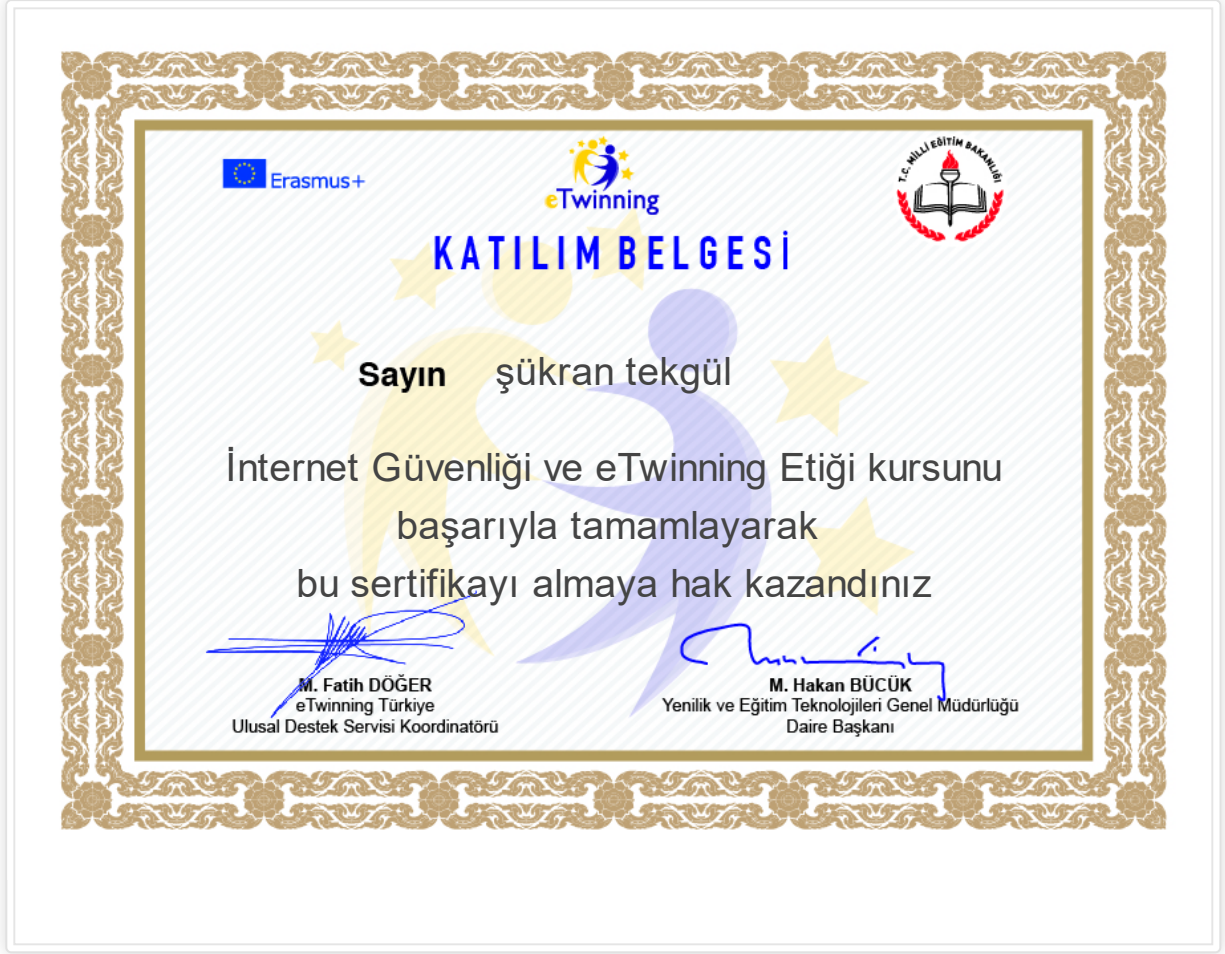 Erasmus+
eTwinning
T.C. MİLLİ EĞİTİM BAKANLIĞI
KATILIM BELGESİ
Sayın şükran tekgül
İnternet Güvenliği ve eTwinning Etiği kursunu
başarıyla tamamlayarak
bu sertifikayı almaya hak kazandınız
M. Fatih DÖĞER
eTwinning Türkiye
Ulusal Destek Servisi Koordinatörü
M. Hakan BÜCÜK
Yenilik ve Eğitim Teknolojileri Genel Müdürlüğü
Daire Başkanı